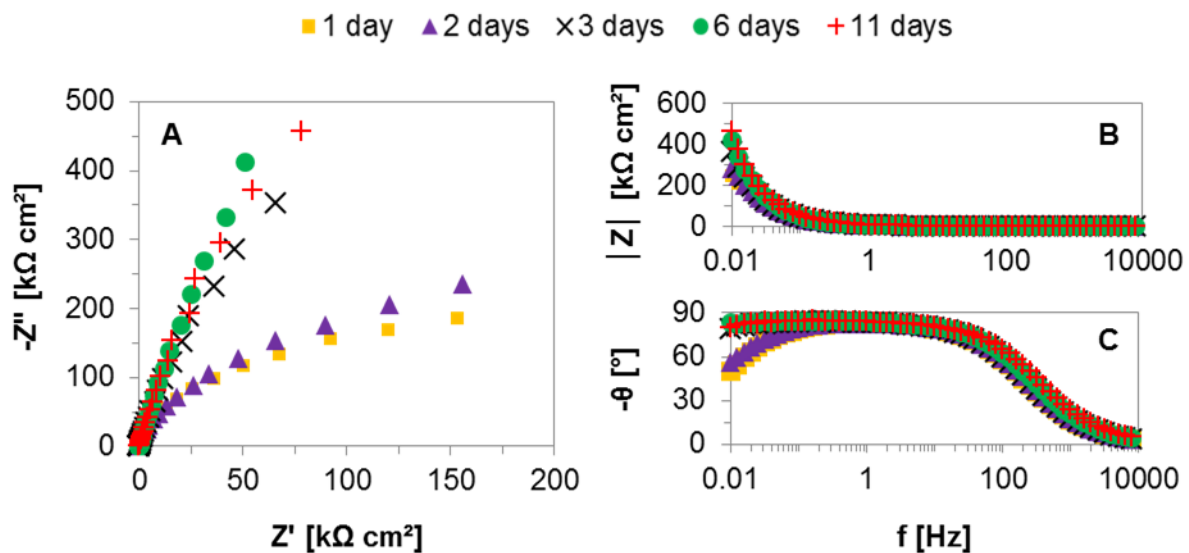 1 day 2 days 3 days 6 days 11 days
A
500
400
300
200
100
0
0 50 100 150 200
-Z" [kΩ cm²]
Z' [kΩ cm²]
B
600
400
200
0
0.01 1 100 10000
|Z| [kΩ cm²]
C
90
60
30
0
0.01 1 100 10000
-θ [°]
f [Hz]